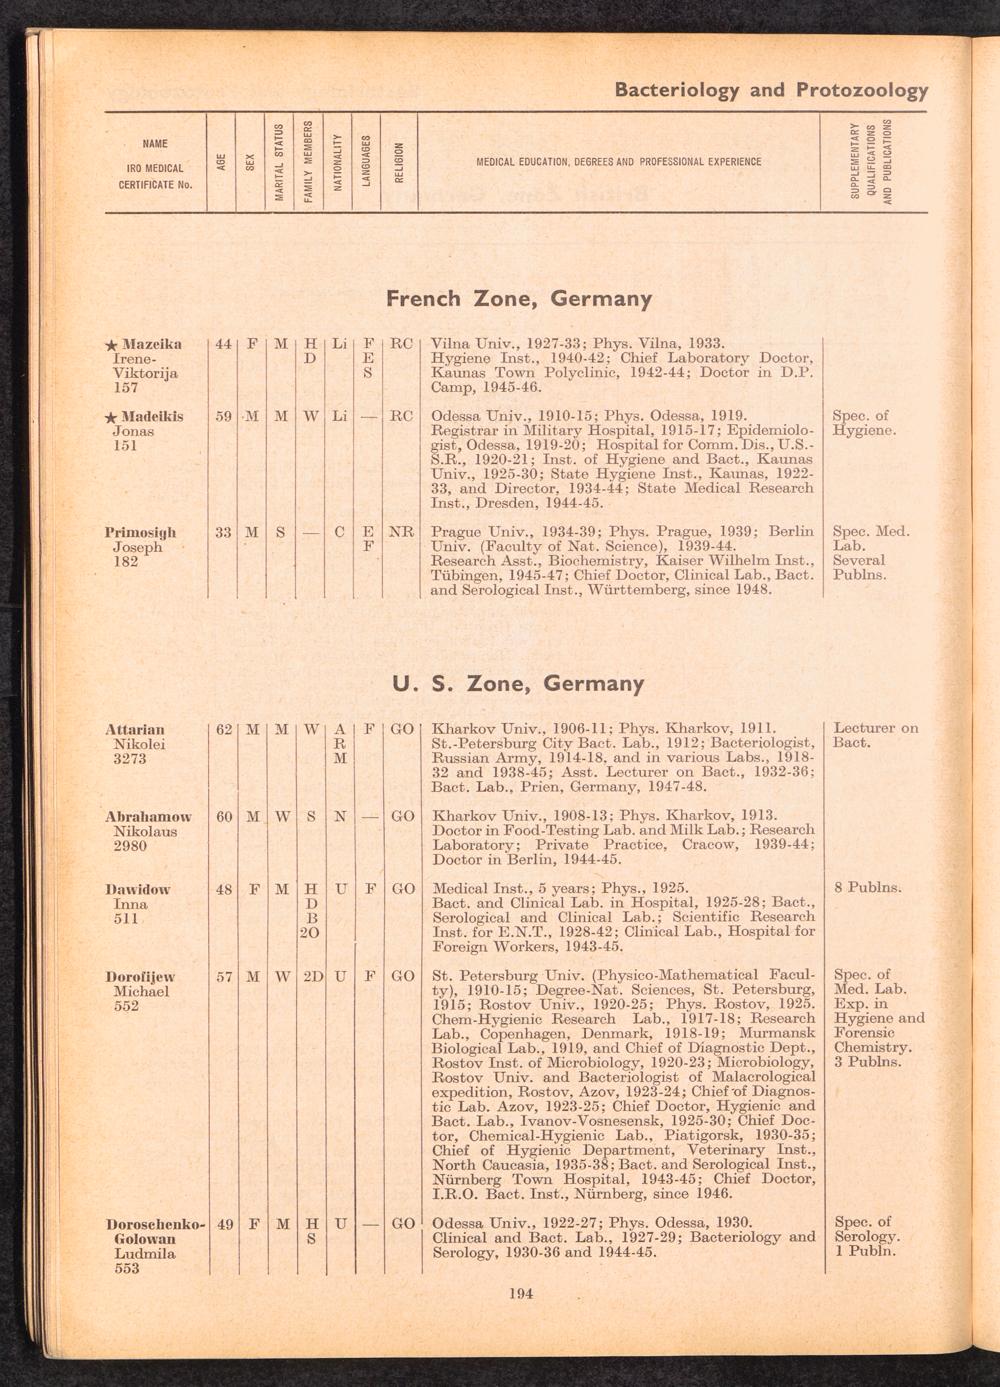 Bacteriology and Protozoology
NAME
IRO MEDICAL
CERTIFICATE No.
AGE
SEX
MARITAL STATUS
FAMILY MEMBERS
NATIONALITY
LANGUAGES
RELIGION
MEDICAL EDUCATION, DEGREES AND PROFESSIONAL EXPERIENCE
SUPPLEMENTARY
QUALIFICATIONS
AND PUBLICATIONS
French Zone, Germany
★ Mazeika 44 F M H Li F RC Vilna Univ., 1927-33; Phys. Vilna, 1933.
Irene- D E Hygiene Inst., 1940-42; Chief Laboratory Doctor,
Viktorija S Kaunas Town Polyclinic, 1942-44; Doctor in D.P.
157 Camp, 1945-46.
★ Madeikis 59 M M W Li — RC Odessa Univ., 1910-15; Phys. Odessa, 1919. Spec. of
Jonas Registrar in Military Hospital, 1915-17; Epidemiolo- Hygiene.
151 gist, Odessa, 1919-20; Hospital for Comm. Dis., U.S.-
S.R., 1920-21; Inst. of Hygiene and Bact., Kaunas
Univ., 1925-30; State Hygiene Inst., Kaunas, 1922-
33, and Director, 1934-44; State Medical Research
Inst., Dresden, 1944-45.
Primosigh 33 M S — C E NR Prague Univ., 1934-39; Phys. Prague, 1939; Berlin Spec. Med.
Joseph F Univ. (Faculty of Nat. Science), 1939-44. Lab.
182 Research Asst., Biochemistry, Kaiser Wilhelm Inst., Several
Tübingen, 1945-47; Chief Doctor, Clinical Lab., Bact. Publns.
and Serological Inst., Württemberg, since 1948.
U. S. Zone, Germany
Attarian 62 M M W A F GO Kharkov Univ., 1906-11; Phys. Kharkov, 1911. Lecturer on
Nikolei R St.-Petersburg City Bact. Lab., 1912; Bacteriologist, Bact.
3273 M Russian Army, 1914-18, and in various Labs., 1918-
32 and 1938-45; Asst. Lecturer on Bact., 1932-36;
Bact. Lab., Prien, Germany, 1947-48.
Abrahamow 60 M W S N — GO Kharkov Univ., 1908-13; Phys. Kharkov, 1913.
Nikolaus Doctor in Food-Testing Lab. and Milk Lab.; Research
2980 Laboratory; Private Practice, Cracow, 1939-44;
Doctor in Berlin, 1944-45.
Dawidow 48 F M H U F GO Medical Inst., 5 years; Phys., 1925. 8 Publns.
Inna D Bact. and Clinical Lab. in Hospital, 1925-28; Bact.,
511 B Serological and Clinical Lab.; Scientific Research
2O Inst. for E.N.T., 1928-42; Clinical Lab., Hospital for
Foreign Workers, 1943-45.
Dorofijew 57 M W 2D U F GO St. Petersburg Univ. (Physico-Mathematical Facul- Spec. of
Michael ty), 1910-15; Degree-Nat. Sciences, St. Petersburg, Med. Lab.
552 1915; Rostov Univ., 1920-25; Phys. Rostov, 1925. Exp. in
Chem-Hygienic Research Lab., 1917-18; Research Hygiene and
Lab., Copenhagen, Denmark, 1918-19; Murmansk Forensic
Biological Lab., 1919, and Chief of Diagnostic Dept., Chemistry.
Rostov Inst. of Microbiology, 1920-23; Microbiology, 3 Publns.
Rostov Univ. and Bacteriologist of Malacrological
expedition, Rostov, Azov, 1923-24; Chief of Diagnos-
tic Lab. Azov, 1923-25; Chief Doctor, Hygienic and
Bact. Lab., Ivanov-Vosnesensk, 1925-30; Chief Doc-
tor, Chemical-Hygienic Lab., Piatigorsk, 1930-35;
Chief of Hygienic Department, Veterinary Inst.,
North Caucasia, 1935-38; Bact. and Serological Inst.,
Nürnberg Town Hospital, 1943-45; Chief Doctor,
I.R.O. Bact. Inst., Nürnberg, since 1946.
Doroschenko- 49 F M H U — GO Odessa Univ., 1922-27; Phys. Odessa, 1930. Spec. of
Golowan S Clinical and Bact. Lab., 1927-29; Bacteriology and Serology.
Ludmila Serology, 1930-36 and 1944-45. 1 Publn.
553
194